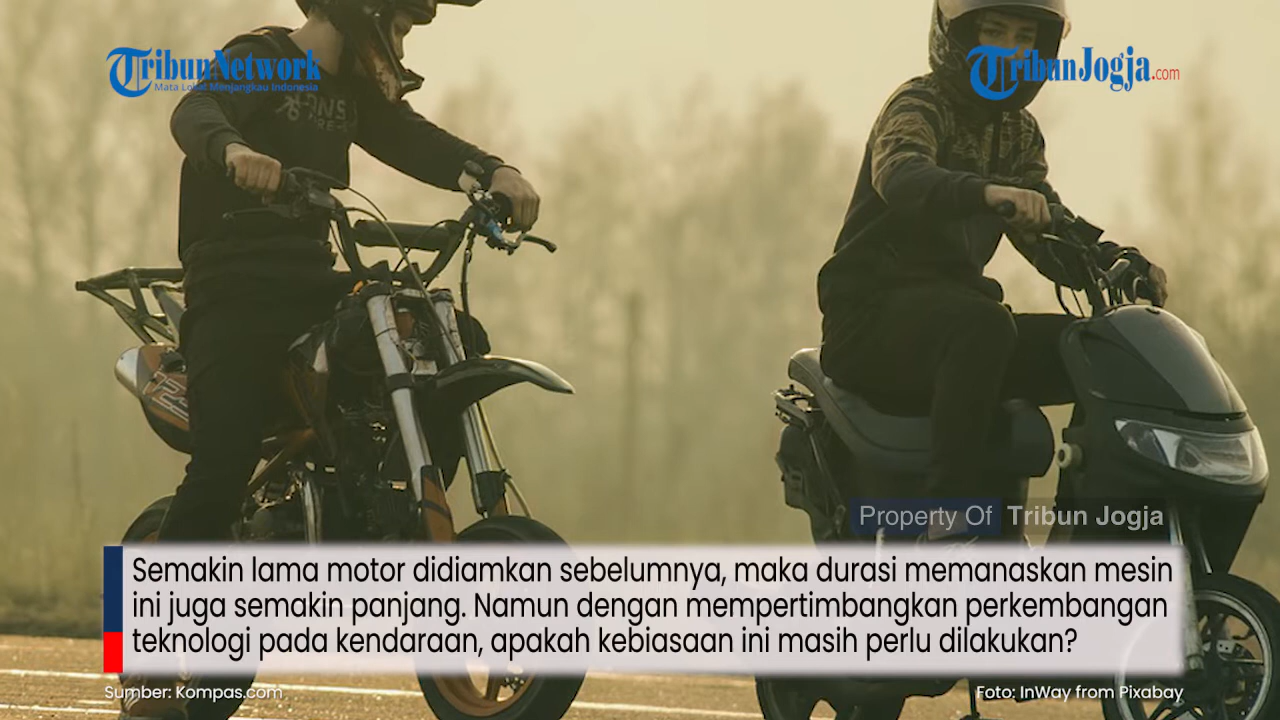 TribunNetwork
Mata Lokal Menjangkau Indonesia
TribunJogja.com
Property Of Tribun Jogja
Semakin lama motor didiamkan sebelumnya, maka durasi memanaskan mesin
ini juga semakin panjang. Namun dengan mempertimbangkan perkembangan
teknologi pada kendaraan, apakah kebiasaan ini masih perlu dilakukan?
Sumber: Kompas.com
Foto: InWay from Pixabay